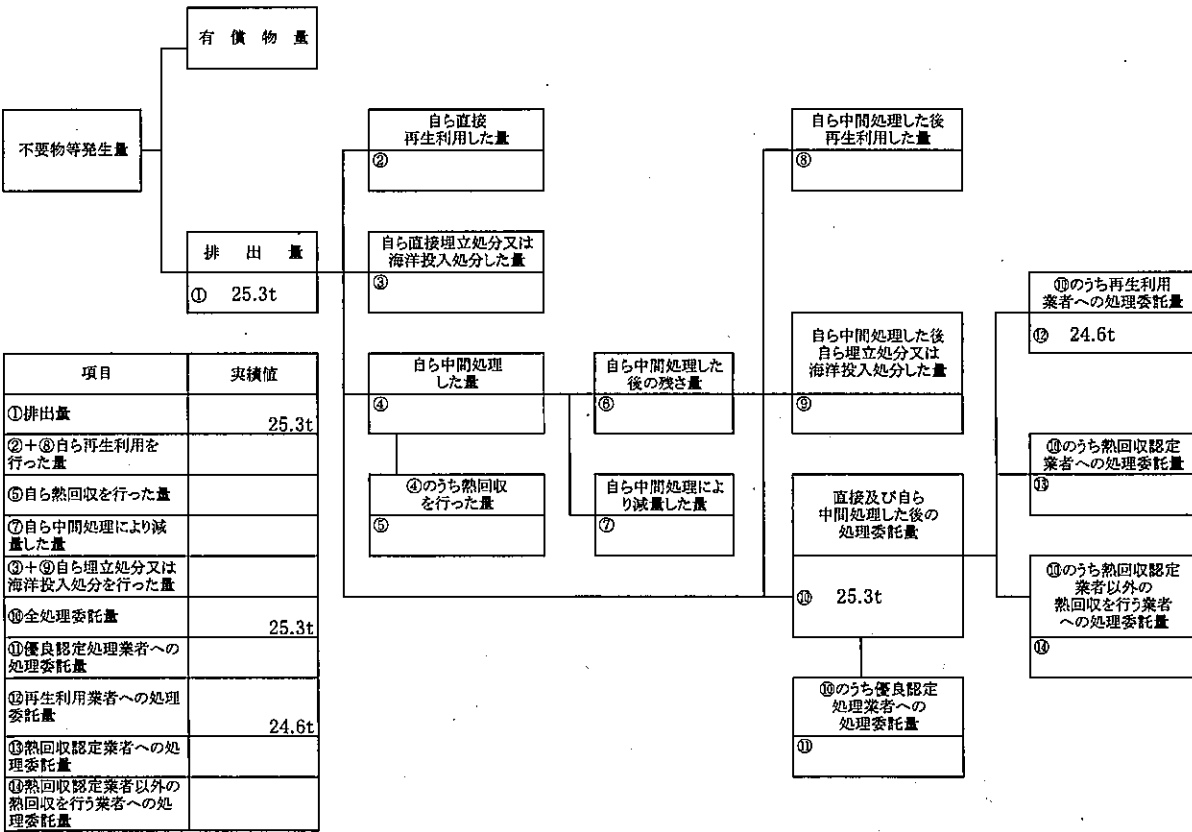 有償物量
不要物等発生量
排出量
① 25.3t
自ら直接
再生利用した量
②
自ら直接埋立処分又は
海洋投入処分した量
③
自ら中間処理
した量
④
④のうち熱回収
を行った量
⑤
自ら中間処理した
後の残さ量
⑥
自ら中間処理によ
り減量した量
⑦
自ら中間処理した後
再生利用した量
⑧
自ら中間処理した後
自ら埋立処分又は
海洋投入処分した量
⑨
直接及び自ら
中間処理した後の
処理委託量
⑩ 25.3t
⑩のうち優良認定
処理業者への
処理委託量
⑪
⑩のうち再生利用
業者への処理委託量
⑫ 24.6t
⑩のうち熱回収認定
業者への処理委託量
⑬
⑩のうち熱回収認定
業者以外の
熱回収を行う業者
への処理委託量
⑭
項目 実績値
①排出量 25.3t
②+⑧自ら再生利用を
行った量
⑤自ら熱回収を行った量
⑦自ら中間処理により減
量した量
③+⑨自ら埋立処分又は
海洋投入処分を行った量
⑩全処理委託量 25.3t
⑪優良認定処理業者への
処理委託量
⑫再生利用業者への処理
委託量 24.6t
⑬熱回収認定業者への処
理委託量
⑭熱回収認定業者以外の
熱回収を行う業者への処
理委託量